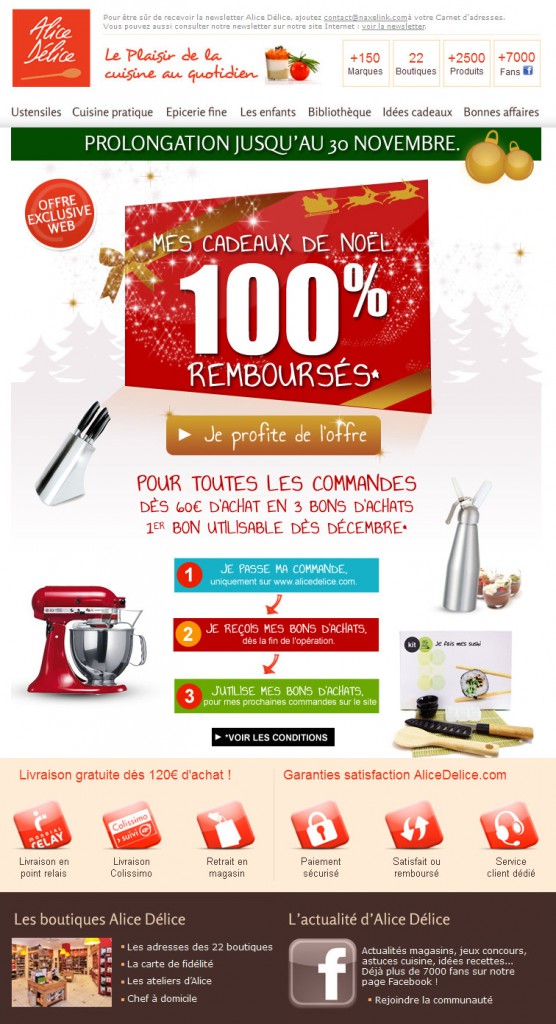 Alice
Délice
Pour être sûr de recevoir la newsletter Alice Délice, ajoutez contact@naxelink.com à votre Carnet d'adresses.
Vous pouvez aussi consulter notre newsletter sur notre site Internet : voir la newsletter.
Le Plaisir de la
cuisine au quotidien
+150
Marques
22
Boutiques
+2500
Produits
+7000
Fans f
Ustensiles Cuisine pratique Epicerie fine Les enfants Bibliothèque Idées cadeaux Bonnes affaires
PROLONGATION JUSQU'AU 30 NOVEMBRE.
OFFRE
EXCLUSIVE
WEB
MES CADEAUX DE NOËL
100%
REMBOURSÉS*
Je profite de l'offre
POUR TOUTES LES COMMANDES
DÈS 60€ D'ACHAT EN 3 BONS D'ACHATS
1ER BON UTILISABLE DÈS DÉCEMBRE*
1 JE PASSE MA COMMANDE,
uniquement sur www.alicedelice.com.
2 JE REÇOIS MES BONS D'ACHATS,
dès la fin de l'opération.
3 J'UTILISE MES BONS D'ACHATS,
pour mes prochaines commandes sur le site
kit
Je fais mes sushi
*VOIR LES CONDITIONS
Livraison gratuite dès 120€ d'achat !
Garanties satisfaction AliceDelice.com
MONDIAL
RELAY
Colissimo
suivi
Livraison en
point relais
Livraison
Colissimo
Retrait en
magasin
Paiement
sécurisé
Satisfait ou
remboursé
Service
client dédié
Les boutiques Alice Délice
Les adresses des 22 boutiques
La carte de fidélité
Les ateliers d'Alice
Chef à domicile
L'actualité d'Alice Délice
f
Actualités magasins, jeux concours,
astuces cuisine, idées recettes...
Déjà plus de 7000 fans sur notre
page Facebook !
Rejoindre la communauté